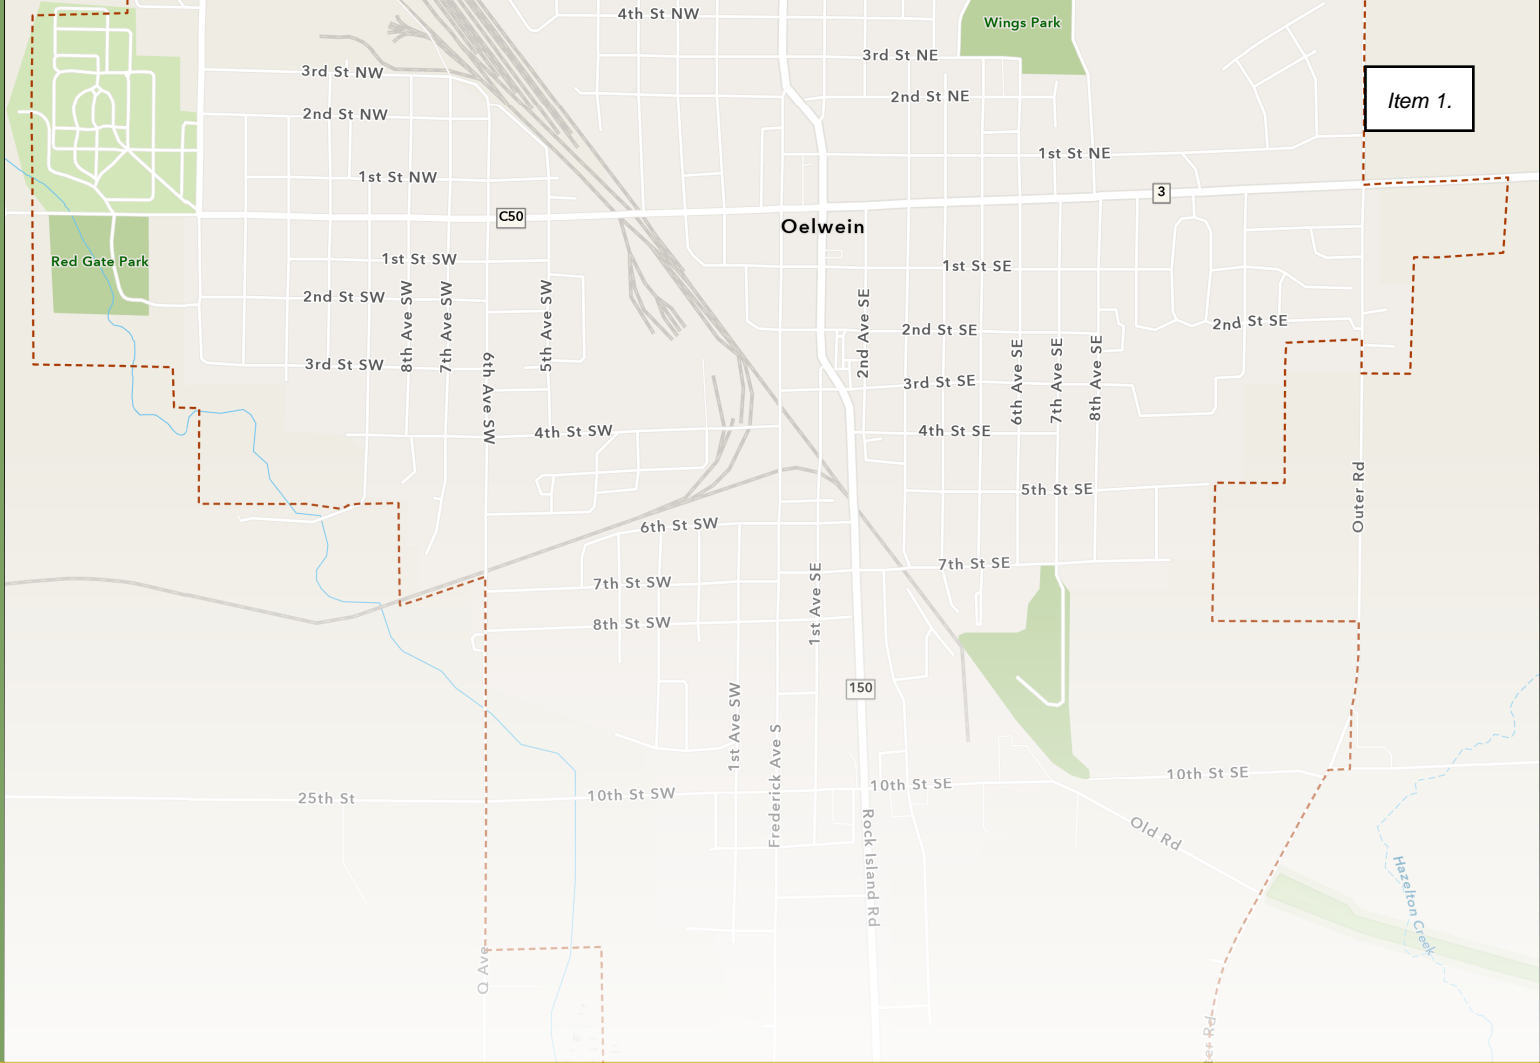 4th St NW
Wings Park
3rd St NE
3rd St NW
2nd St NE
Item 1.
2nd St NW
1st St NE
1st St NW
3
C50
Oelwein
Red Gate Park
1st St SW
1st St SE
2nd St SW
8th Ave SW
7th Ave SW
5th Ave SW
2nd Ave SE
2nd St SE
2nd St SE
3rd St SW
6th Ave SW
3rd St SE
6th Ave SE
7th Ave SE
8th Ave SE
4th St SW
4th St SE
5th St SE
Outer Rd
6th St SW
7th St SE
7th St SW
1st Ave SE
8th St SW
150
1st Ave SW
Frederick Ave S
10th St SE
10th St SE
25th St
10th St SW
Rock Island Rd
Old Rd
Hazelton Creek
Q Ave
ter Rd